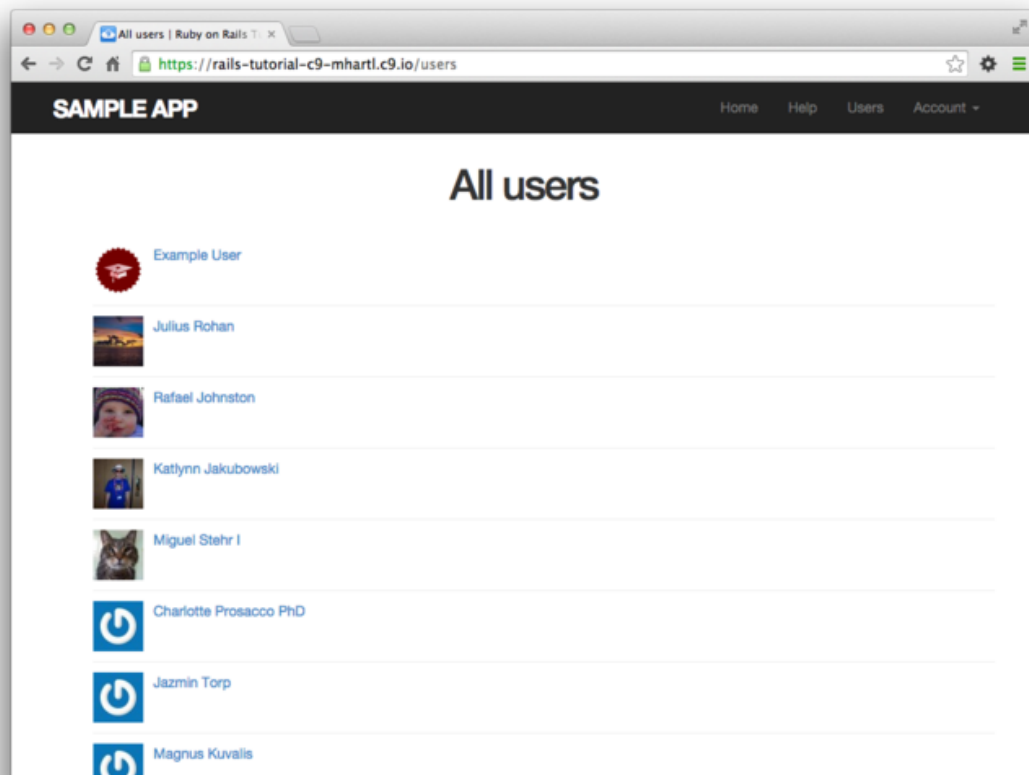 All users | Ruby on Rails T
https://rails-tutorial-c9-mhartl.c9.io/users
SAMPLE APP Home Help Users Account
All users
Example User
Julius Rohan
Rafael Johnston
Katlynn Jakubowski
Miguel Stehr I
Charlotte Prosacco PhD
Jazmin Torp
Magnus Kuvalis